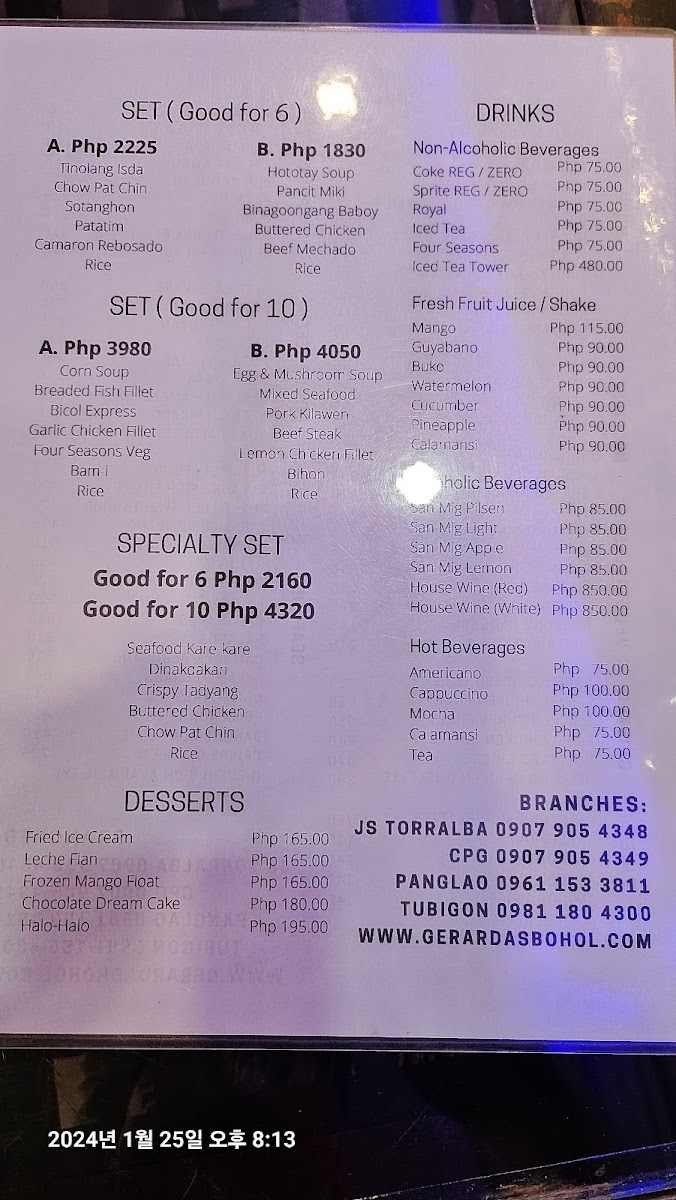 SET ( Good for 6 )
A. Php 2225
Tinolang Isda
Chow Pat Chin
Sotanghon
Patatim
Camaron Rebosado
Rice
B. Php 1830
Hototay Soup
Pancit Miki
Binagoongang Baboy
Buttered Chicken
Beef Mechado
Rice
SET ( Good for 10 )
A. Php 3980
Corn Soup
Breaded Fish Fillet
Bicol Express
Garlic Chicken Fillet
Four Seasons Veg
Bam-i
Rice
B. Php 4050
Egg & Mushroom Soup
Mixed Seafood
Pork Kilawen
Beef Steak
Lemon Chicken Fillet
Bihon
Rice
SPECIALTY SET
Good for 6 Php 2160
Good for 10 Php 4320
Seafood Kare-kare
Dinakdakan
Crispy Tadyang
Buttered Chicken
Chow Pat Chin
Rice
DESSERTS
Fried Ice Cream Php 165.00
Leche Flan Php 165.00
Frozen Mango Float Php 165.00
Chocolate Dream Cake Php 180.00
Halo-Halo Php 195.00
DRINKS
Non-Alcoholic Beverages
Coke REG / ZERO Php 75.00
Sprite REG / ZERO Php 75.00
Royal Php 75.00
Iced Tea Php 75.00
Four Seasons Php 75.00
Iced Tea Tower Php 480.00
Fresh Fruit Juice / Shake
Mango Php 115.00
Guyabano Php 90.00
Buko Php 90.00
Watermelon Php 90.00
Cucumber Php 90.00
Pineapple Php 90.00
Calamansi Php 90.00
Beverages
San Mig Pilsen Php 85.00
San Mig Light Php 85.00
San Mig Apple Php 85.00
San Mig Lemon Php 85.00
House Wine (Red) Php 850.00
House Wine (White) Php 850.00
Hot Beverages
Americano Php 75.00
Cappuccino Php 100.00
Mocha Php 100.00
Calamansi Php 75.00
Tea Php 75.00
BRANCHES:
JS TORRALBA 0907 905 4348
CPG 0907 905 4349
PANGLAO 0961 153 3811
TUBIGON 0981 180 4300
WWW.GERARDASBOHOL.COM
2024년 1월 25일 오후 8:13